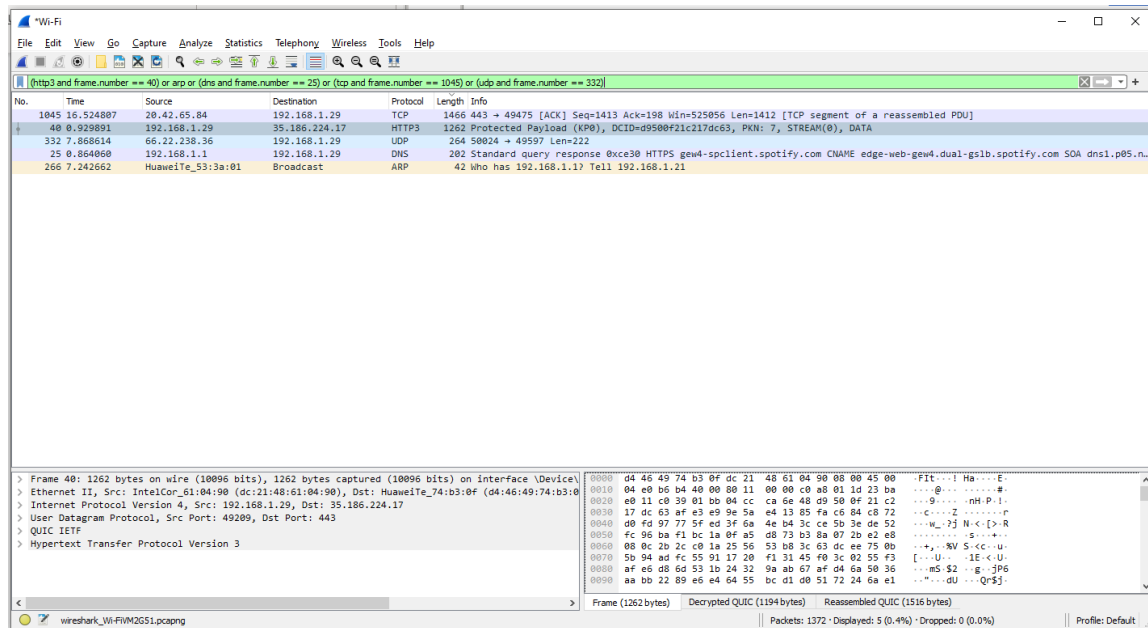 *Wi-Fi
File Edit View Go Capture Analyze Statistics Telephony Wireless Tools Help
(http3 and frame.number == 40) or arp or (dns and frame.number == 25) or (tcp and frame.number == 1045) or (udp and frame.number == 332)
No. Time Source Destination Protocol Length Info
1045 16.524807 20.42.65.84 192.168.1.29 TCP 1466 443 → 49475 [ACK] Seq=1413 Ack=198 Win=525056 Len=1412 [TCP segment of a reassembled PDU]
40 0.929891 192.168.1.29 35.186.224.17 HTTP3 1262 Protected Payload (KP0), DCID=d9500f21c217dc63, PKN: 7, STREAM(0), DATA
332 7.868614 66.22.238.36 192.168.1.29 UDP 264 50024 → 49597 Len=222
25 0.864060 192.168.1.1 192.168.1.29 DNS 202 Standard query response 0xce30 HTTPS gew4-spclient.spotify.com CNAME edge-web-gew4.dual-gslb.spotify.com SOA dns1.p05.n…
266 7.242662 HuaweiTe_53:3a:01 Broadcast ARP 42 Who has 192.168.1.1? Tell 192.168.1.21
> Frame 40: 1262 bytes on wire (10096 bits), 1262 bytes captured (10096 bits) on interface \Device\
> Ethernet II, Src: IntelCor_61:04:90 (dc:21:48:61:04:90), Dst: HuaweiTe_74:b3:0f (d4:46:49:74:b3:0
> Internet Protocol Version 4, Src: 192.168.1.29, Dst: 35.186.224.17
> User Datagram Protocol, Src Port: 49209, Dst Port: 443
> QUIC IETF
> Hypertext Transfer Protocol Version 3
0000 d4 46 49 74 b3 0f dc 21 48 61 04 90 08 00 45 00 ·FIt···! Ha····E·
0010 04 e0 b6 b4 40 00 80 11 00 00 c0 a8 01 1d 23 ba ····@··· ······#·
0020 e0 11 c0 39 01 bb 04 cc ca 6e 48 d9 50 0f 21 c2 ···9···· ·nH·P·!·
0030 17 dc 63 af e3 e9 9e 5a e4 13 85 fa c6 84 c8 72 ··c····Z ·······r
0040 d0 fd 97 77 5f ed 3f 6a 4e b4 3c ce 5b 3e de 52 ···w_·?j N·<·[>·R
0050 fc 96 ba f1 bc 1a 0f a5 d8 73 b3 8a 07 2b e2 e8 ········ ·s···+··
0060 08 0c 2b 2c c0 1a 25 56 53 b8 3c 63 dc ee 75 0b ··+,··%V S·<c··u·
0070 5b 94 ad fc 55 91 17 20 f1 31 45 f0 3c 02 55 f3 [···U··  ·1E·<·U·
0080 af e6 d8 6d 53 1b 24 32 9a ab 67 af d4 6a 50 36 ···mS·$2 ··g··jP6
0090 aa bb 22 89 e6 e4 64 55 bc d1 d0 51 72 24 6a e1 ··"···dU ···Qr$j·
Frame (1262 bytes) Decrypted QUIC (1194 bytes) Reassembled QUIC (1516 bytes)
wireshark_Wi-FiVM2G51.pcapng Packets: 1372 · Displayed: 5 (0.4%) · Dropped: 0 (0.0%) Profile: Default